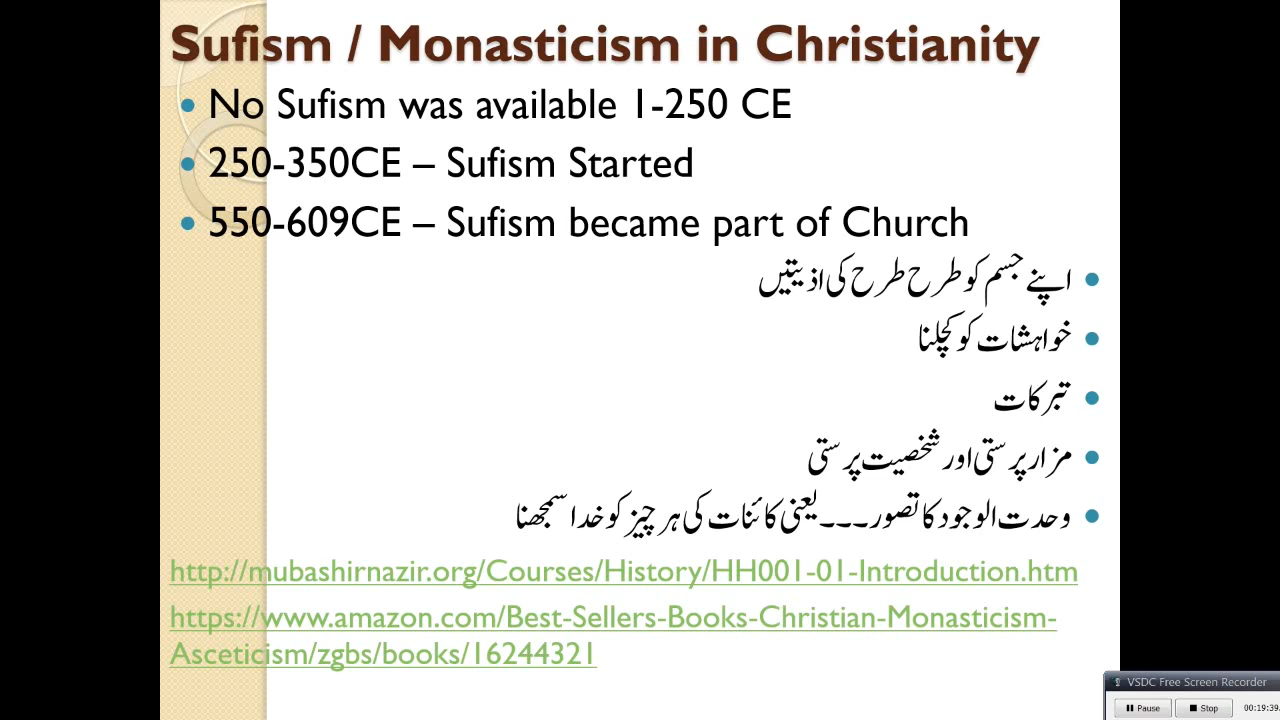 Sufism / Monasticism in Christianity
• No Sufism was available 1-250 CE
• 250-350CE – Sufism Started
• 550-609CE – Sufism became part of Church
• اپنے جسم کو طرح طرح کی اذیتیں
• خواہشات کو کچلنا
• تبرکات
• مزار پرستی اور شخصیت پرستی
• وحدت الوجود کا تصور۔۔۔ یعنی کائنات کی ہر چیز کو خدا سمجھنا
http://mubashirnazir.org/Courses/History/HH001-01-Introduction.htm
https://www.amazon.com/Best-Sellers-Books-Christian-Monasticism-
Asceticism/zgbs/books/16244321
VSDC Free Screen Recorder
Pause Stop 00:19:39